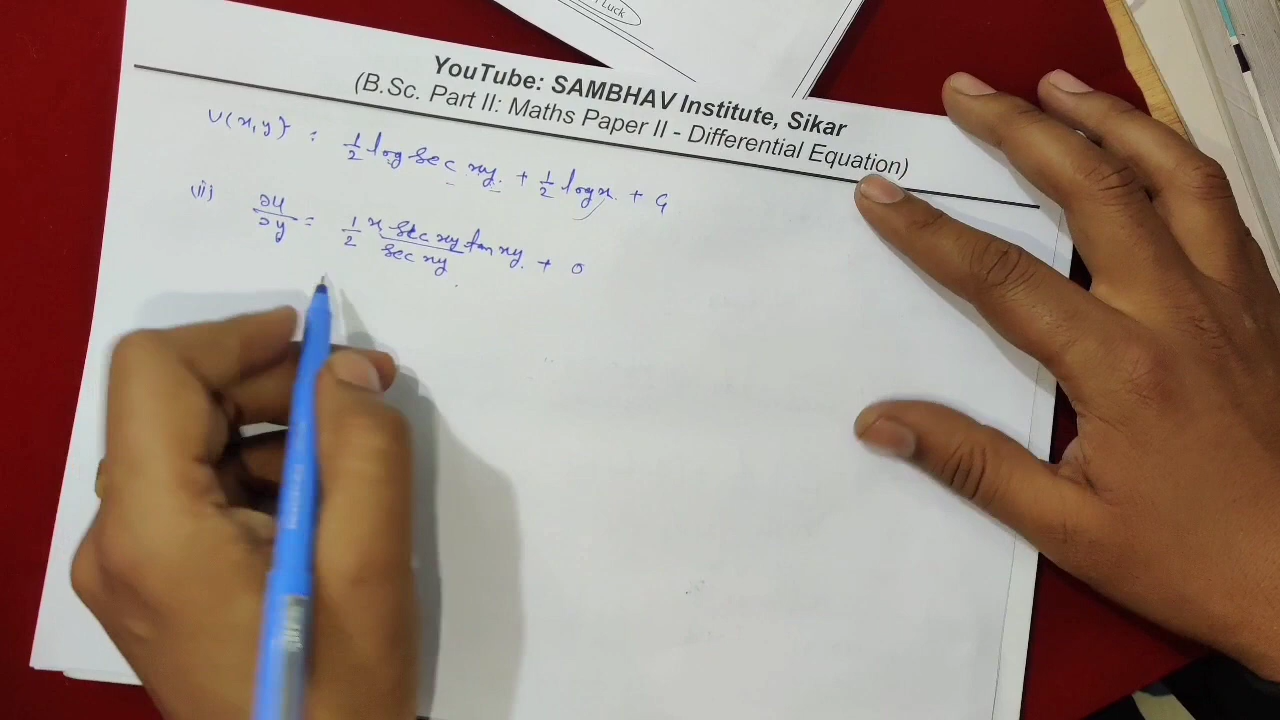 Luck
YouTube: SAMBHAV Institute, Sikar
(B.Sc. Part II: Maths Paper II - Differential Equation)
U(x,y) = 1/2 log sec xy + 1/2 log x + C₁
(ii) ∂u/∂y = 1/2 x sec xy tan xy / sec xy + 0